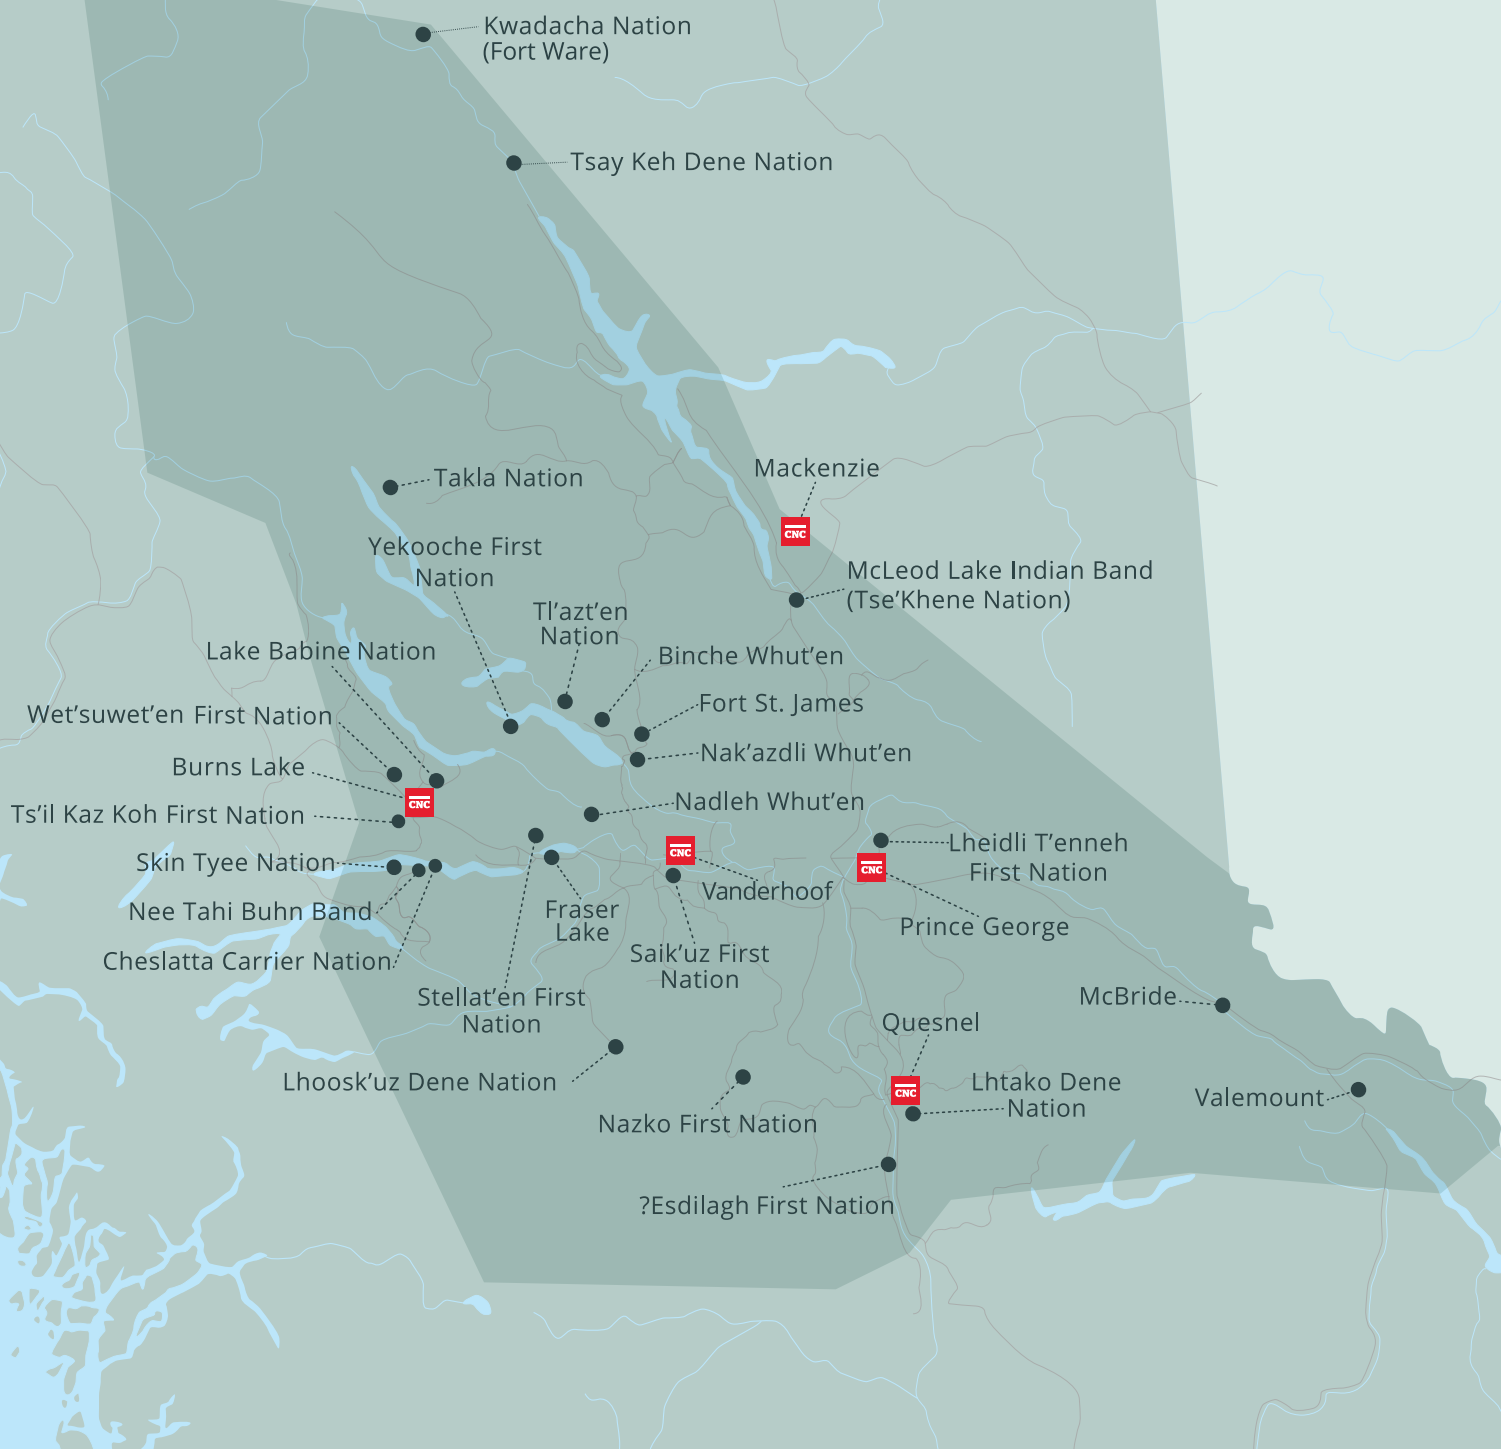 Kwadacha Nation
(Fort Ware)
Tsay Keh Dene Nation
Mackenzie
CNC
Takla Nation
Yekooche First
Nation
McLeod Lake Indian Band
(Tse’Khene Nation)
Tl’azt’en
Nation
Lake Babine Nation
Binche Whut’en
Wet’suwet’en First Nation
Fort St. James
Burns Lake
CNC
Nak’azdli Whut’en
Ts’il Kaz Koh First Nation
Nadleh Whut’en
Skin Tyee Nation
CNC
Vanderhoof
CNC
Lheidli T’enneh
First Nation
Nee Tahi Buhn Band
Fraser
Lake
Prince George
Cheslatta Carrier Nation
Saik’uz First
Nation
Stellat’en First
Nation
McBride
Quesnel
CNC
Lhoosk’uz Dene Nation
Lhtako Dene
Nation
Valemount
Nazko First Nation
?Esdilagh First Nation